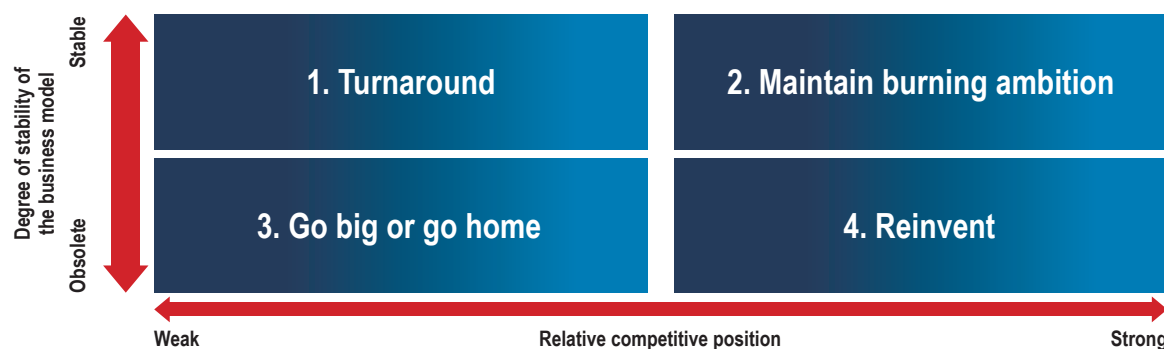 Stable
1. Turnaround
2. Maintain burning ambition
Degree of stability of
the business model
3. Go big or go home
4. Reinvent
Obsolete
Weak
Relative competitive position
Strong